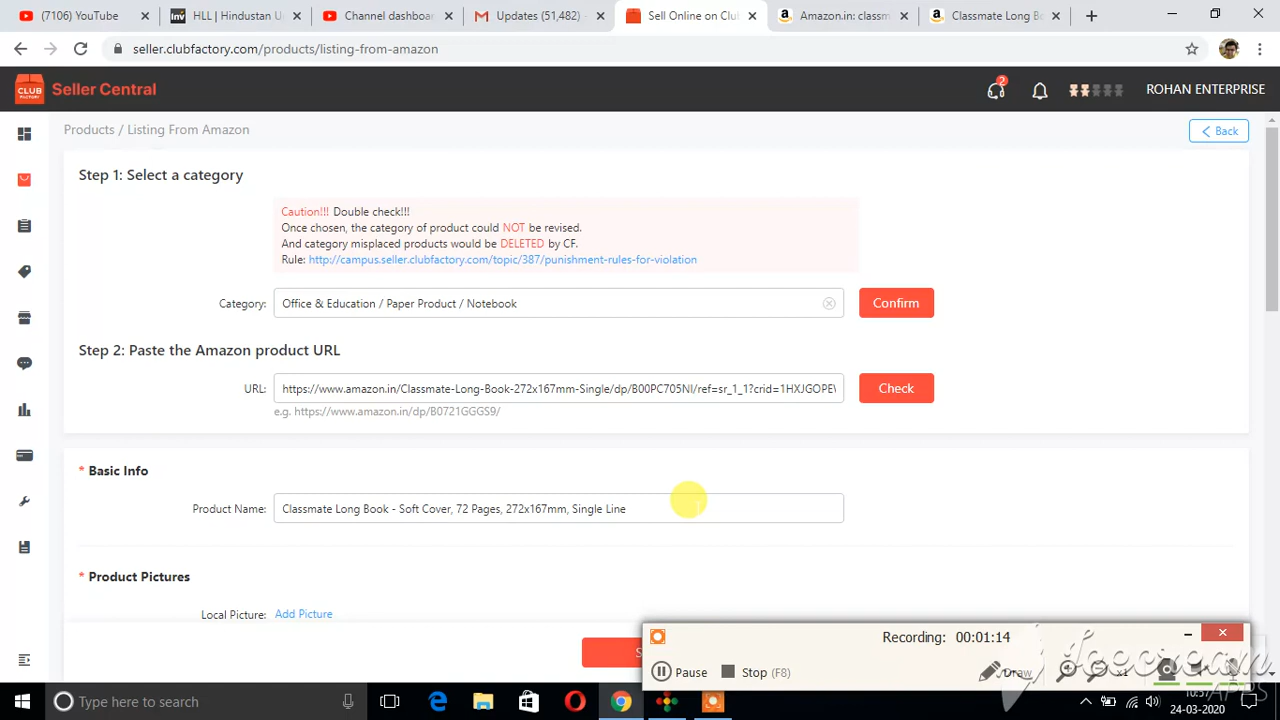 (7106) YouTube
HLL | Hindustan U
Channel dashboa
Updates (51,482) -
Sell Online on Clu
Amazon.in: classm
Classmate Long Bo
seller.clubfactory.com/products/listing-from-amazon
CLUB FACTORY
Seller Central
2
ROHAN ENTERPRISE
Products / Listing From Amazon
Back
Step 1: Select a category
Caution!!! Double check!!!
Once chosen, the category of product could NOT be revised.
And category misplaced products would be DELETED by CF.
Rule: http://campus.seller.clubfactory.com/topic/387/punishment-rules-for-violation
Category: Office & Education / Paper Product / Notebook
Confirm
Step 2: Paste the Amazon product URL
URL: https://www.amazon.in/Classmate-Long-Book-272x167mm-Single/dp/B00PC705NI/ref=sr_1_1?crid=1HXJGOPEV
Check
e.g. https://www.amazon.in/dp/B0721GGGS9/
* Basic Info
Product Name: Classmate Long Book - Soft Cover, 72 Pages, 272x167mm, Single Line
* Product Pictures
Local Picture: Add Picture
Recording: 00:01:14
Pause
Stop (F8)
Draw
x1
Icecream
APPS
Type here to search
24-03-2020